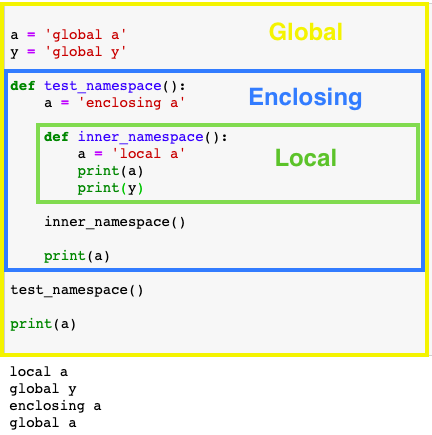 Global
a = 'global a'
y = 'global y'
def test_namespace():
Enclosing
    a = 'enclosing a'
    def inner_namespace():
        a = 'local a'
Local
        print(a)
        print(y)
    inner_namespace()
    print(a)
test_namespace()
print(a)
local a
global y
enclosing a
global a